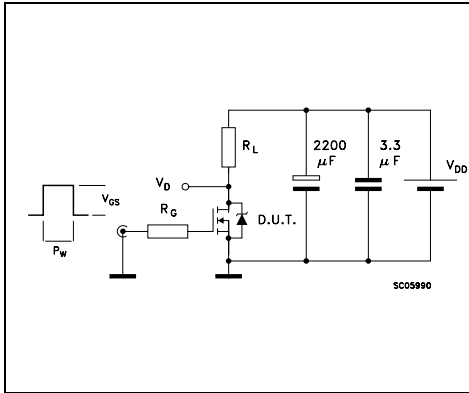 R_L
2200
μF
3.3
μF
V_DD
V_D
V_GS
R_G
D.U.T.
P_W
SC05990